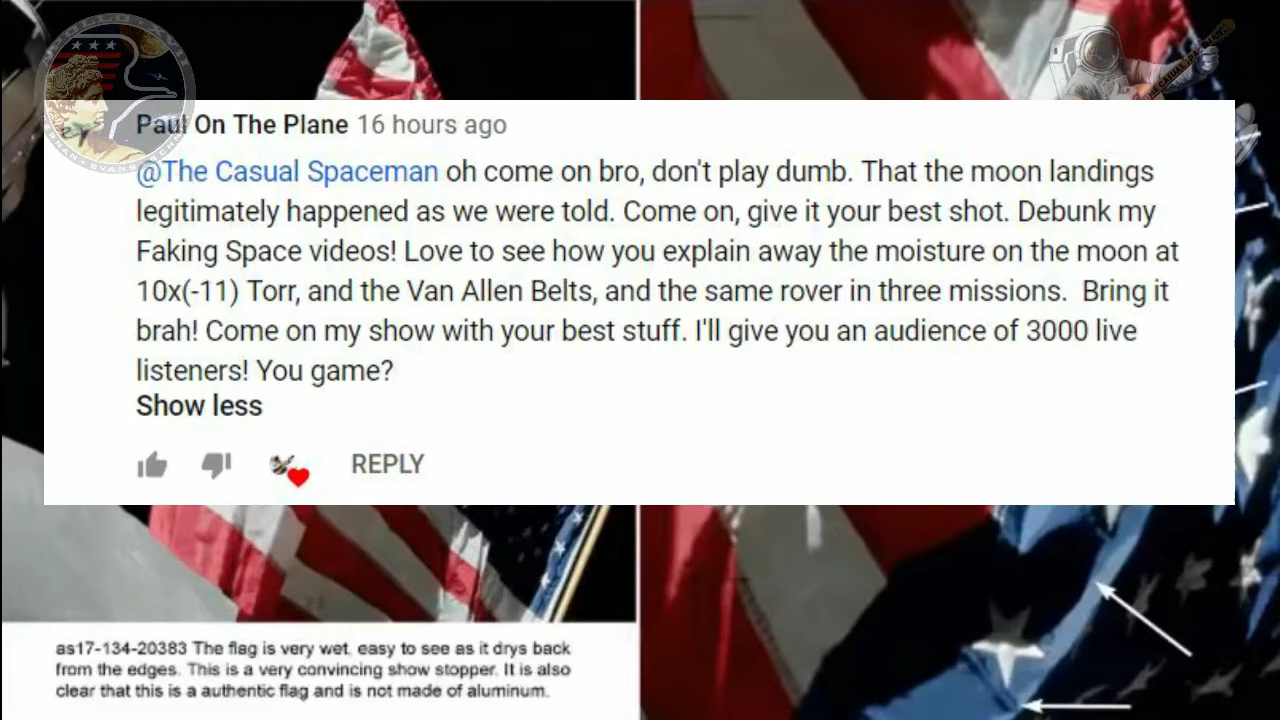 APOLLO XVII
CERNAN EVANS SCHMITT
Paul On The Plane 16 hours ago
@The Casual Spaceman oh come on bro, don't play dumb. That the moon landings
legitimately happened as we were told. Come on, give it your best shot. Debunk my
Faking Space videos! Love to see how you explain away the moisture on the moon at
10x(-11) Torr, and the Van Allen Belts, and the same rover in three missions. Bring it
brah! Come on my show with your best stuff. I'll give you an audience of 3000 live
listeners! You game?
Show less
REPLY
as17-134-20383 The flag is very wet, easy to see as it drys back
from the edges. This is a very convincing show stopper. It is also
clear that this is a authentic flag and is not made of aluminum.